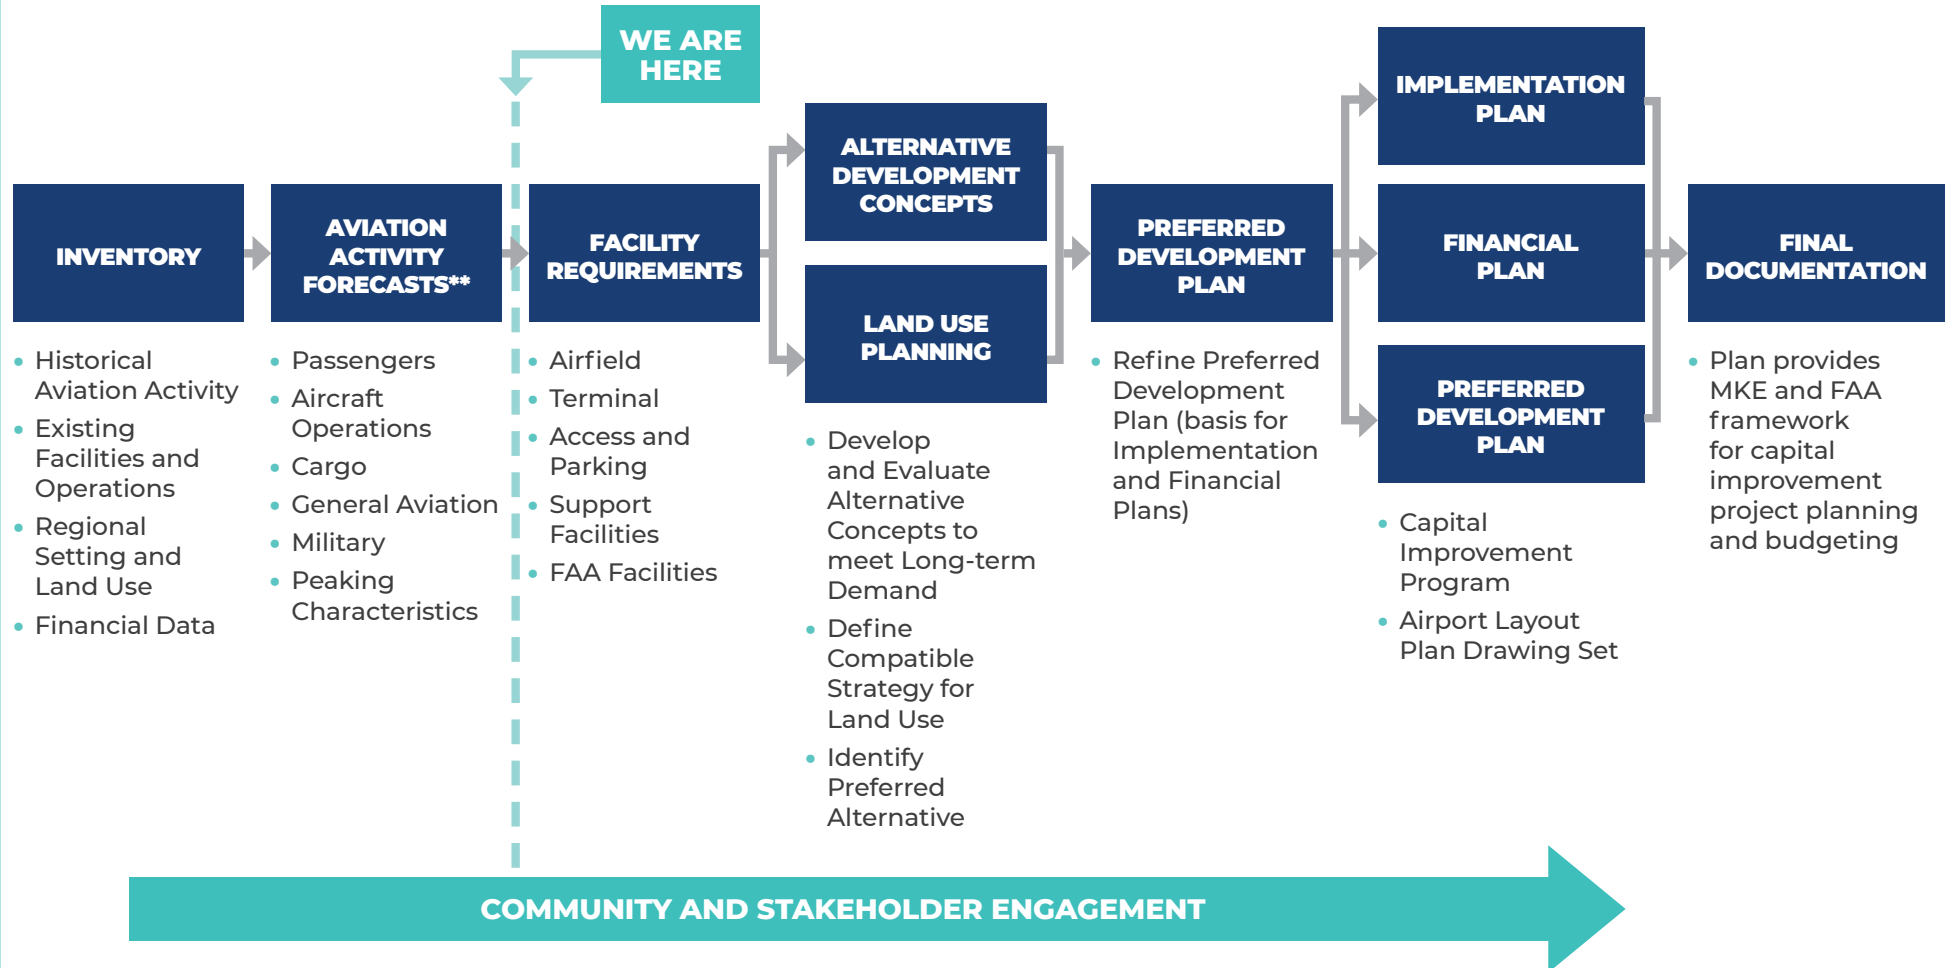 WE ARE
HERE
INVENTORY
• Historical
Aviation Activity
• Existing
Facilities and
Operations
• Regional
Setting and
Land Use
• Financial Data
AVIATION
ACTIVITY
FORECASTS**
• Passengers
• Aircraft
Operations
• Cargo
• General Aviation
• Military
• Peaking
Characteristics
FACILITY
REQUIREMENTS
• Airfield
• Terminal
• Access and
Parking
• Support
Facilities
• FAA Facilities
ALTERNATIVE
DEVELOPMENT
CONCEPTS
LAND USE
PLANNING
• Develop
and Evaluate
Alternative
Concepts to
meet Long-term
Demand
• Define
Compatible
Strategy for
Land Use
• Identify
Preferred
Alternative
PREFERRED
DEVELOPMENT
PLAN
• Refine Preferred
Development
Plan (basis for
Implementation
and Financial
Plans)
IMPLEMENTATION
PLAN
FINANCIAL
PLAN
PREFERRED
DEVELOPMENT
PLAN
• Capital
Improvement
Program
• Airport Layout
Plan Drawing Set
FINAL
DOCUMENTATION
• Plan provides
MKE and FAA
framework
for capital
improvement
project planning
and budgeting
COMMUNITY AND STAKEHOLDER ENGAGEMENT